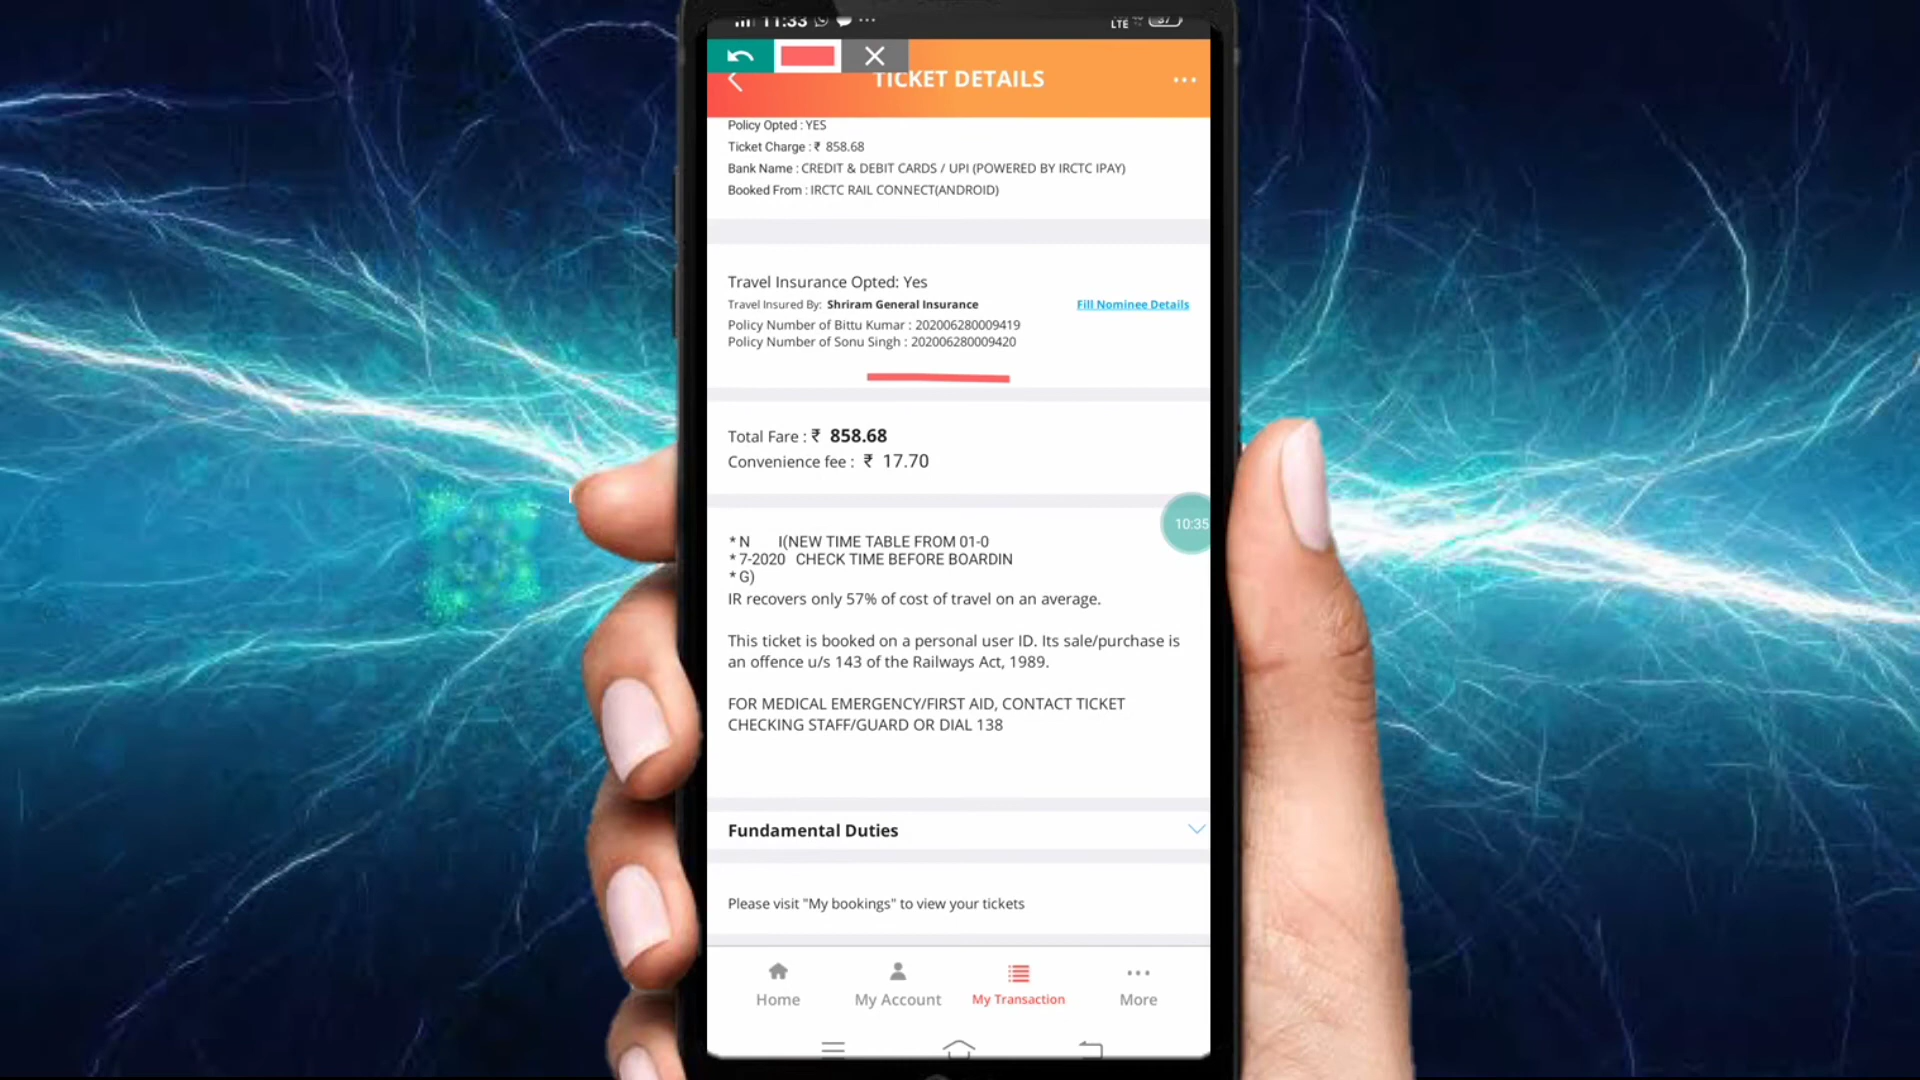 11:33
LTE
37
TICKET DETAILS
Policy Opted : YES
Ticket Charge : ₹ 858.68
Bank Name : CREDIT & DEBIT CARDS / UPI (POWERED BY IRCTC IPAY)
Booked From : IRCTC RAIL CONNECT(ANDROID)
Travel Insurance Opted: Yes
Travel Insured By: Shriram General Insurance
Fill Nominee Details
Policy Number of Bittu Kumar : 202006280009419
Policy Number of Sonu Singh : 202006280009420
Total Fare : ₹ 858.68
Convenience fee : ₹ 17.70
10:35
* N I(NEW TIME TABLE FROM 01-0
* 7-2020 CHECK TIME BEFORE BOARDIN
* G)
IR recovers only 57% of cost of travel on an average.
This ticket is booked on a personal user ID. Its sale/purchase is
an offence u/s 143 of the Railways Act, 1989.
FOR MEDICAL EMERGENCY/FIRST AID, CONTACT TICKET
CHECKING STAFF/GUARD OR DIAL 138
Fundamental Duties
Please visit "My bookings" to view your tickets
Home
My Account
My Transaction
More